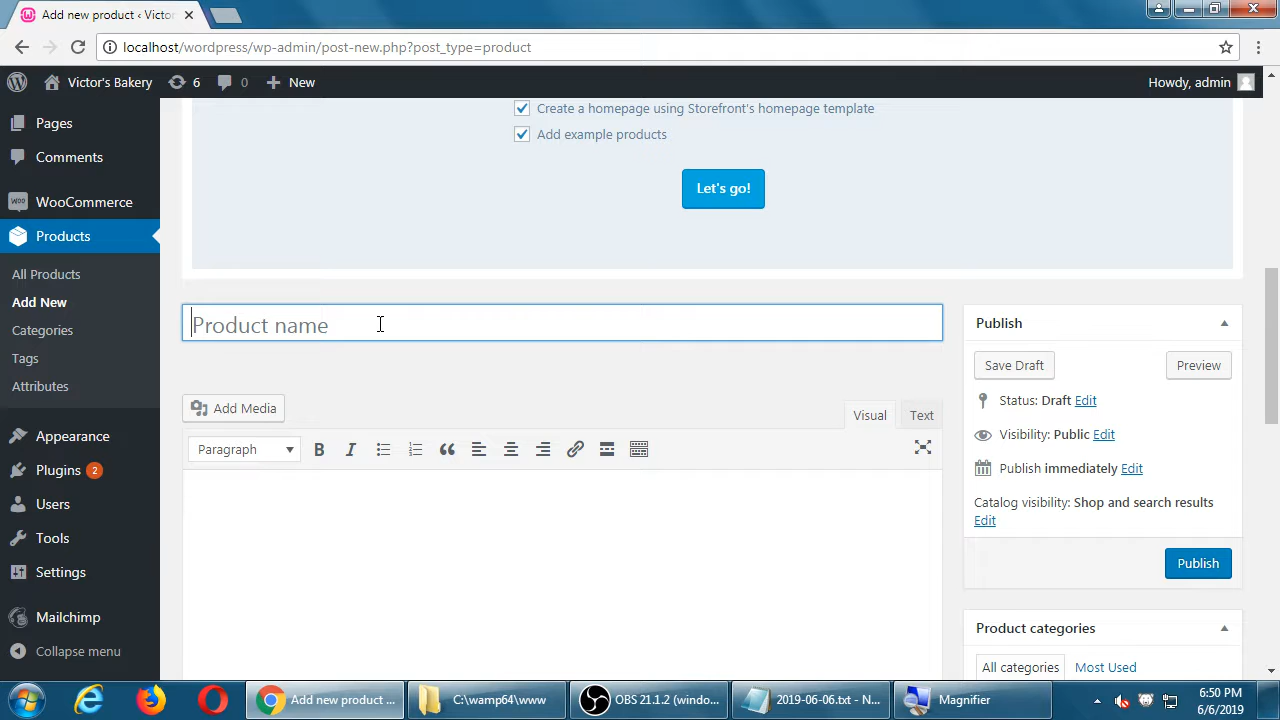 Add new product ‹ Victor
localhost/wordpress/wp-admin/post-new.php?post_type=product
Victor's Bakery 6 0 + New Howdy, admin
Pages
Comments
WooCommerce
Products
All Products
Add New
Categories
Tags
Attributes
Appearance
Plugins 2
Users
Tools
Settings
Mailchimp
Collapse menu
Create a homepage using Storefront's homepage template
Add example products
Let's go!
Product name
Add Media
Visual Text
Paragraph B I
Publish
Save Draft Preview
Status: Draft Edit
Visibility: Public Edit
Publish immediately Edit
Catalog visibility: Shop and search results
Edit
Publish
Product categories
All categories Most Used
Add new product ... C:\wamp64\www OBS 21.1.2 (windo... 2019-06-06.txt - N... Magnifier
6:50 PM
6/6/2019